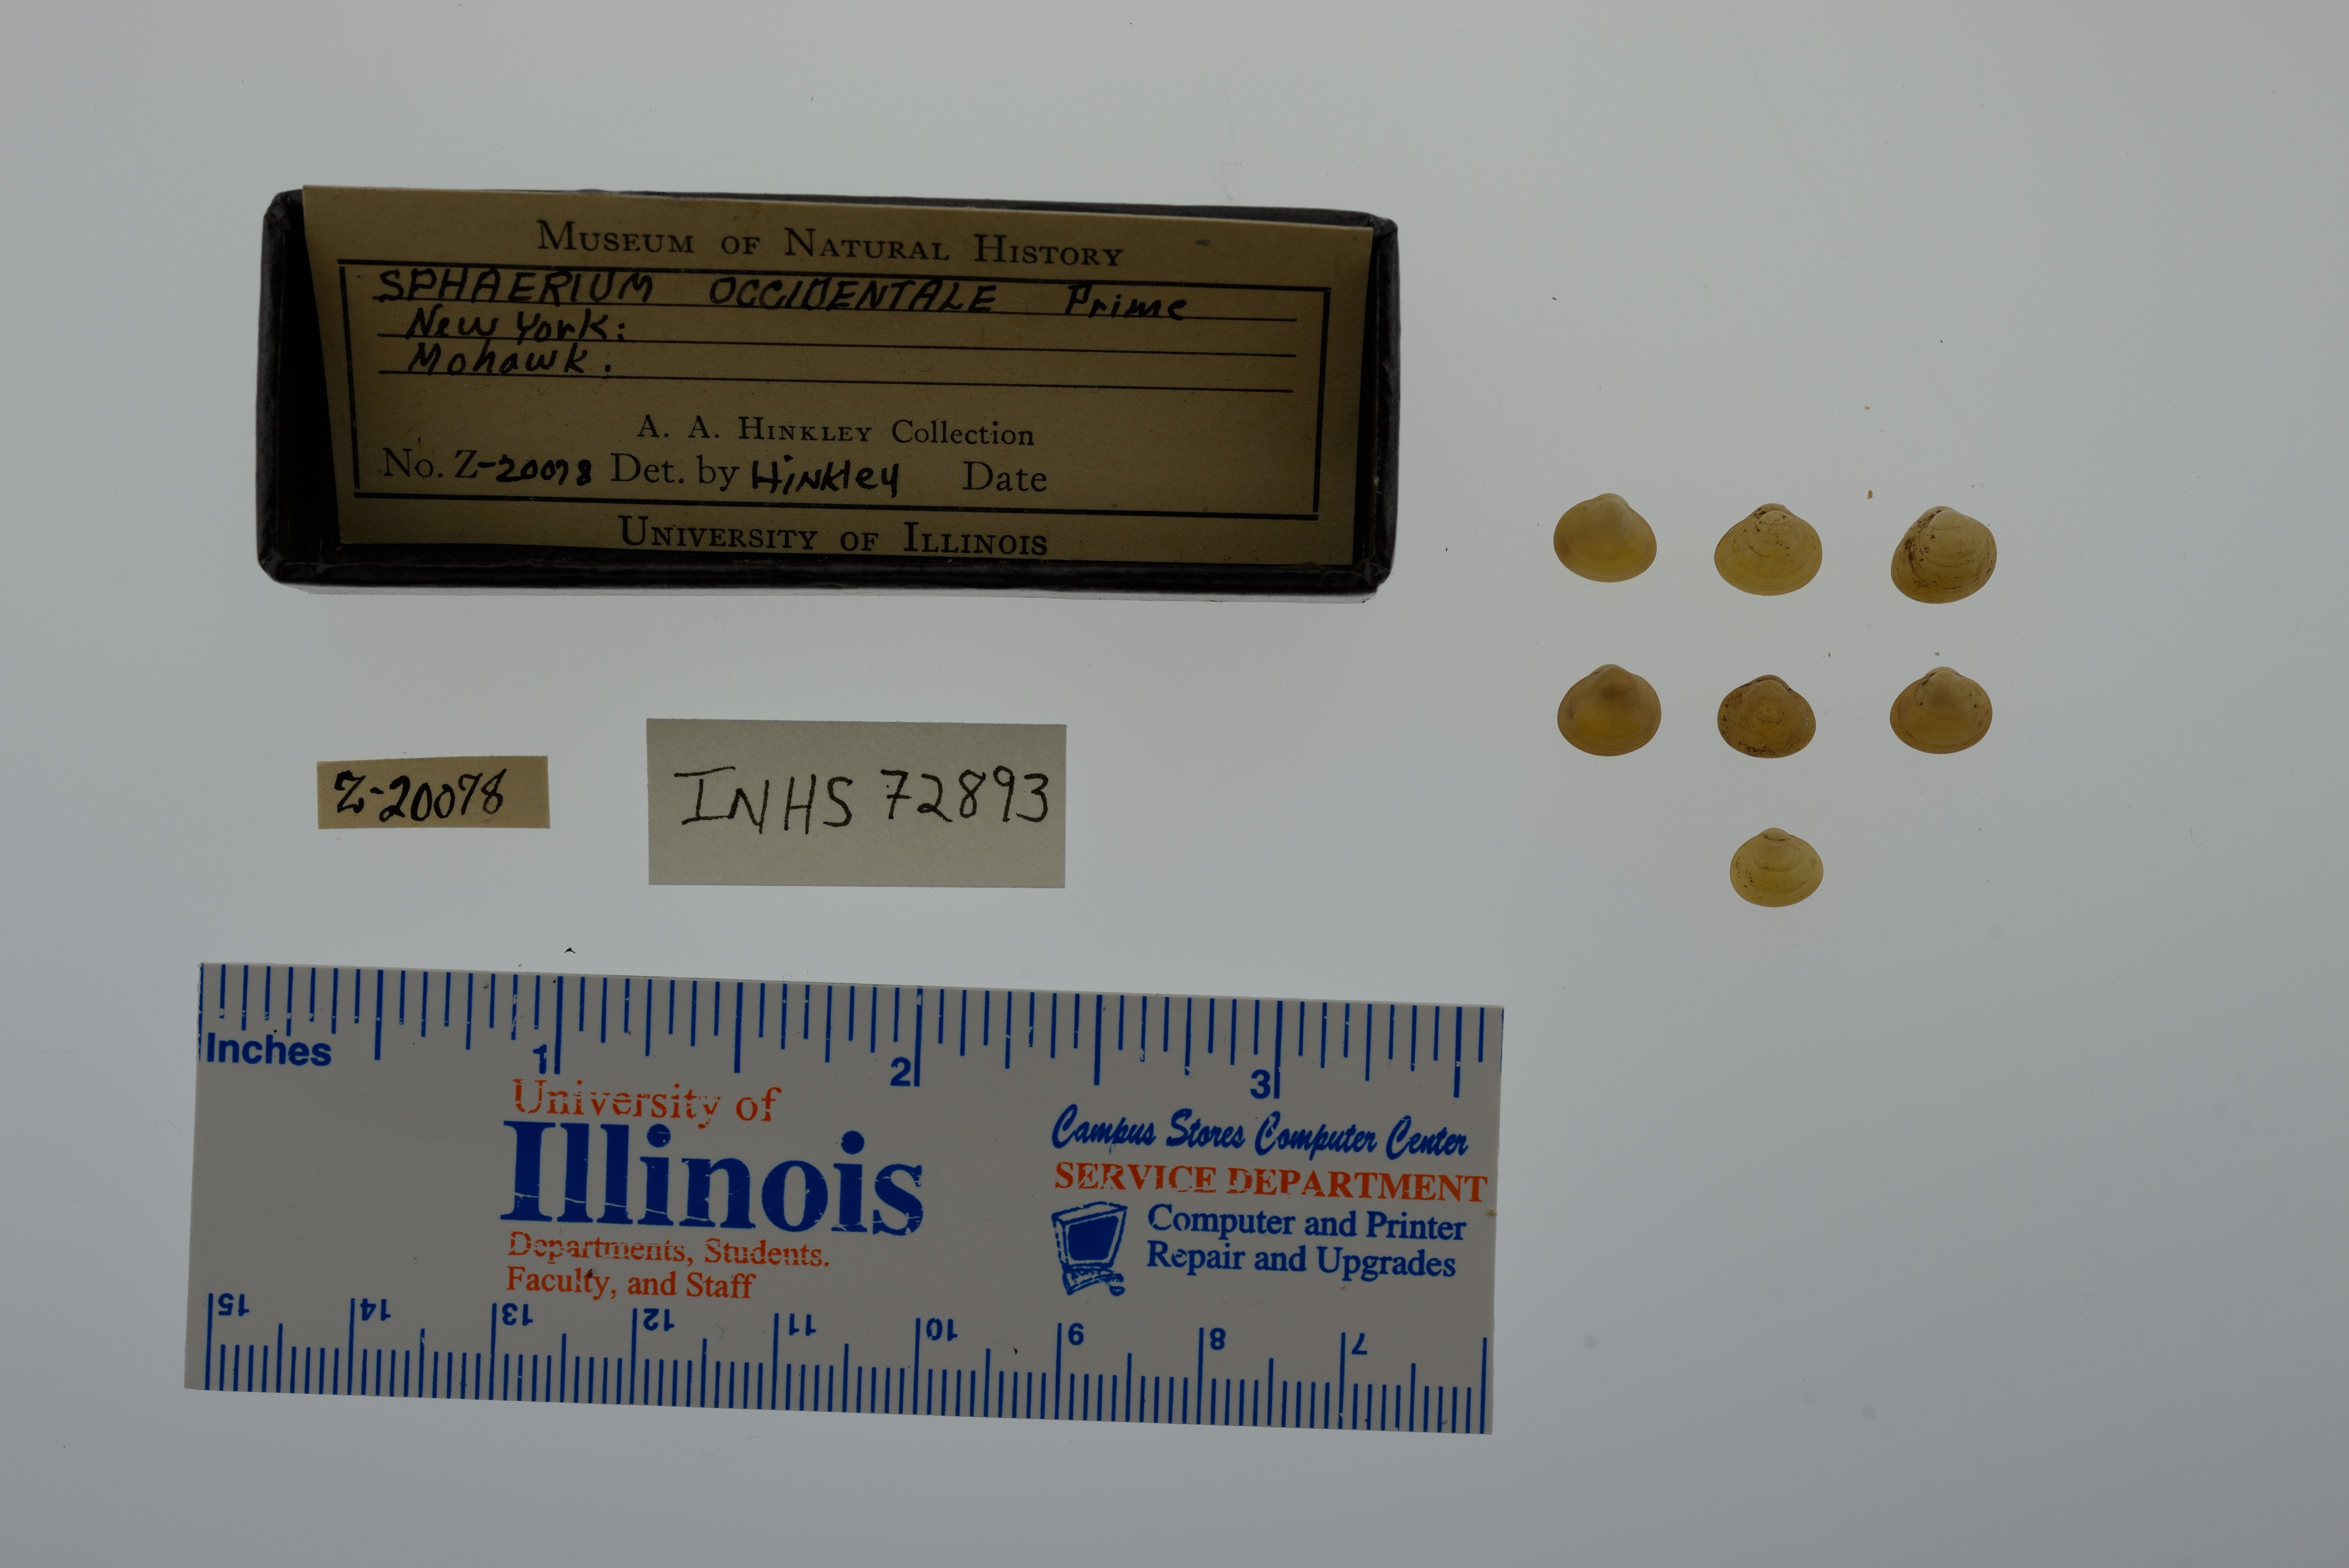 MUSEUM OF NATURAL HISTORY
SPHAERIUM OCCIDENTALE Prime
New York:
Mohawk.
A. A. HINKLEY Collection
No. Z-20078 Det. by Hinkley Date
UNIVERSITY OF ILLINOIS
Z-20078
INHS 72893
Inches 1 2 3
University of
Illinois
Departments, Students.
Faculty, and Staff
Campus Stores Computer Center
SERVICE DEPARTMENT
Computer and Printer
Repair and Upgrades
15 14 13 12 11 10 9 8 7